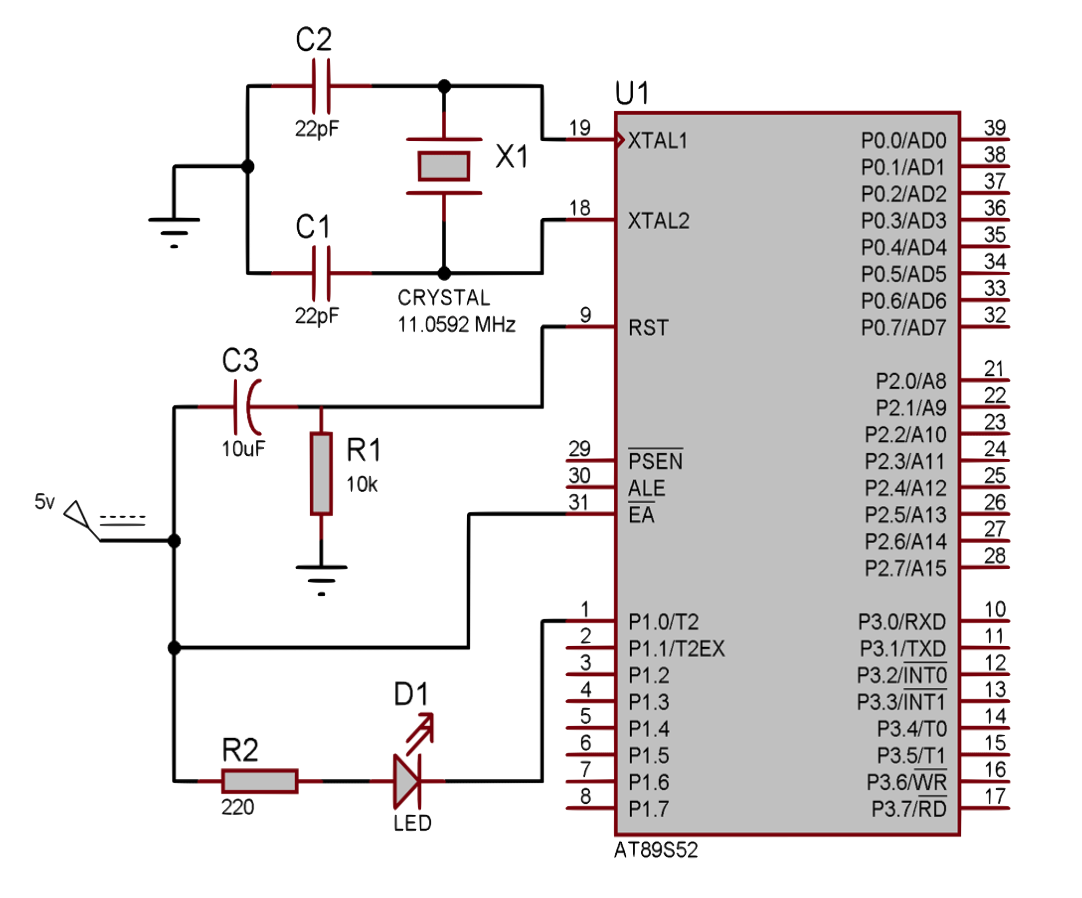 C2
22pF
X1
C1
22pF
CRYSTAL
11.0592 MHz
C3
10uF
R1
10k
5v
R2
220
D1
LED
U1
19 XTAL1
18 XTAL2
9 RST
29 PSEN
30 ALE
31 EA
1 P1.0/T2
2 P1.1/T2EX
3 P1.2
4 P1.3
5 P1.4
6 P1.5
7 P1.6
8 P1.7
P0.0/AD0 39
P0.1/AD1 38
P0.2/AD2 37
P0.3/AD3 36
P0.4/AD4 35
P0.5/AD5 34
P0.6/AD6 33
P0.7/AD7 32
P2.0/A8 21
P2.1/A9 22
P2.2/A10 23
P2.3/A11 24
P2.4/A12 25
P2.5/A13 26
P2.6/A14 27
P2.7/A15 28
P3.0/RXD 10
P3.1/TXD 11
P3.2/INT0 12
P3.3/INT1 13
P3.4/T0 14
P3.5/T1 15
P3.6/WR 16
P3.7/RD 17
AT89S52